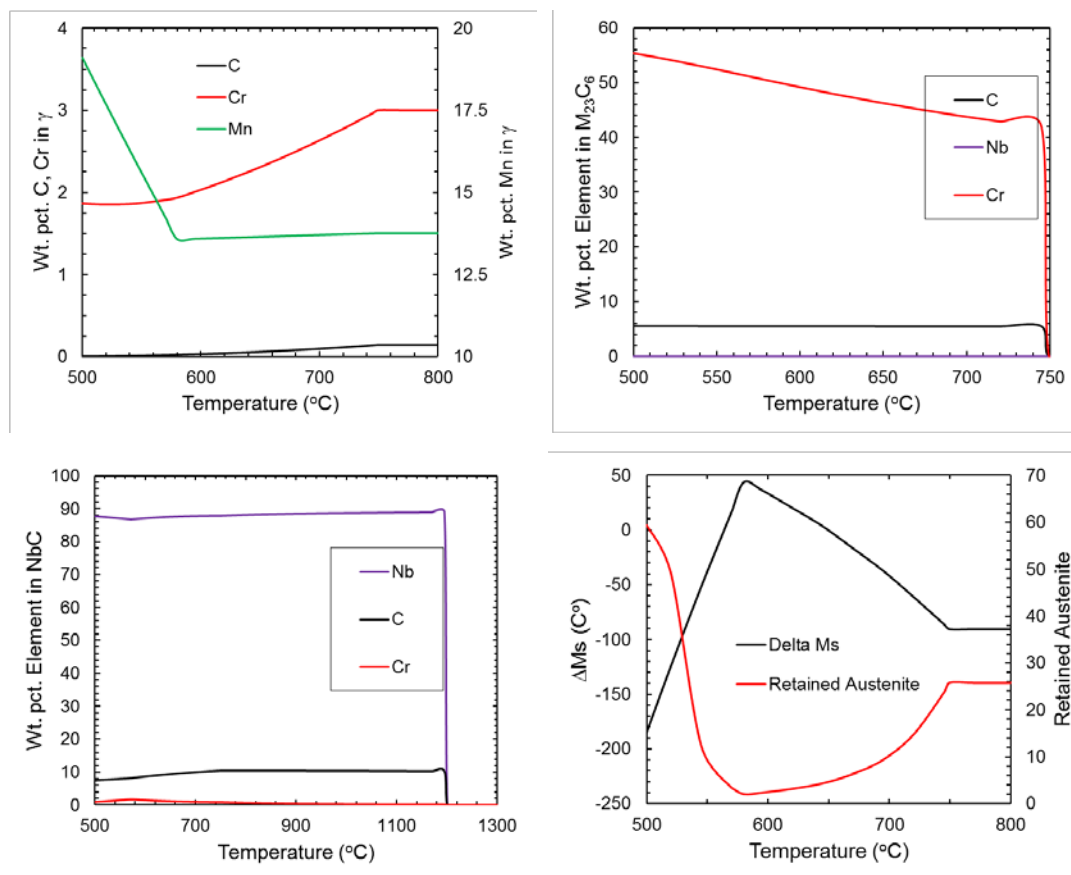 4
3
2
1
0
20
17.5
15
12.5
10
500
600
700
800
Wt. pct. C, Cr in γ
Wt. pct. Mn in γ
Temperature (°C)
C
Cr
Mn
60
50
40
30
20
10
0
500
550
600
650
700
750
Wt. pct. Element in M₂₃C₆
Temperature (°C)
C
Nb
Cr
100
90
80
70
60
50
40
30
20
10
0
500
700
900
1100
1300
Wt. pct. Element in NbC
Temperature (°C)
Nb
C
Cr
50
0
-50
-100
-150
-200
-250
70
60
50
40
30
20
10
0
500
600
700
800
ΔMs (C°)
Retained Austenite
Temperature (°C)
Delta Ms
Retained Austenite